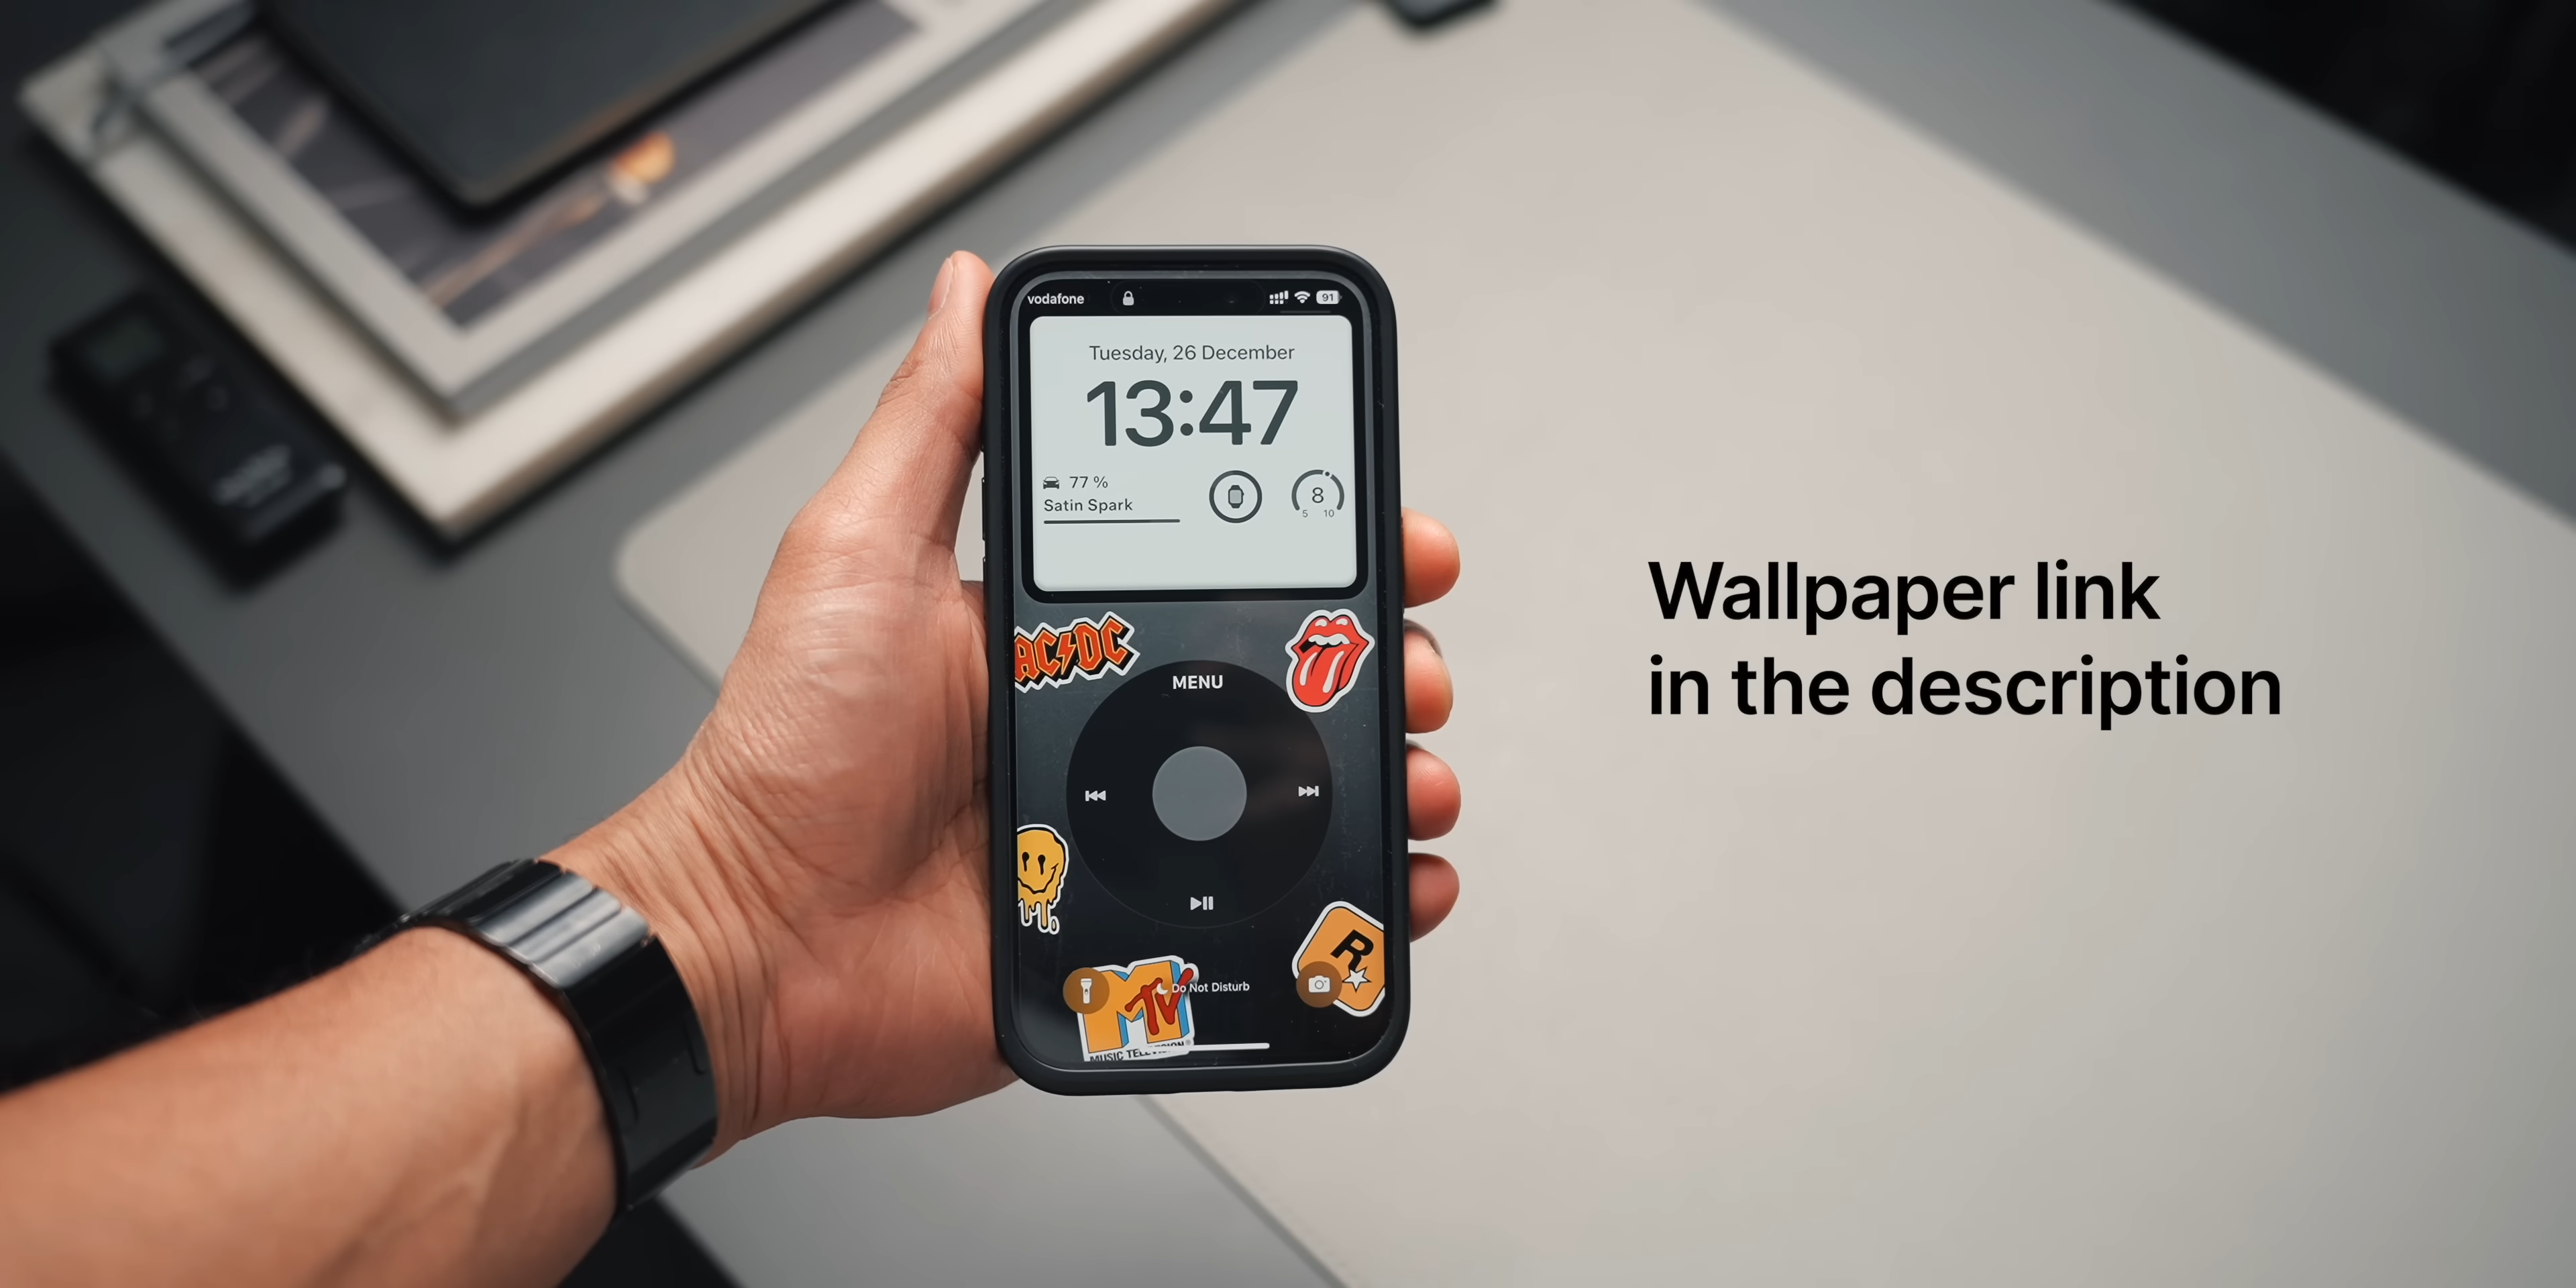 vodafone
91
Tuesday, 26 December
13:47
77 %
Satin Spark
8
5 10
AC DC
MENU
Wallpaper link
in the description
R
MTV
Do Not Disturb